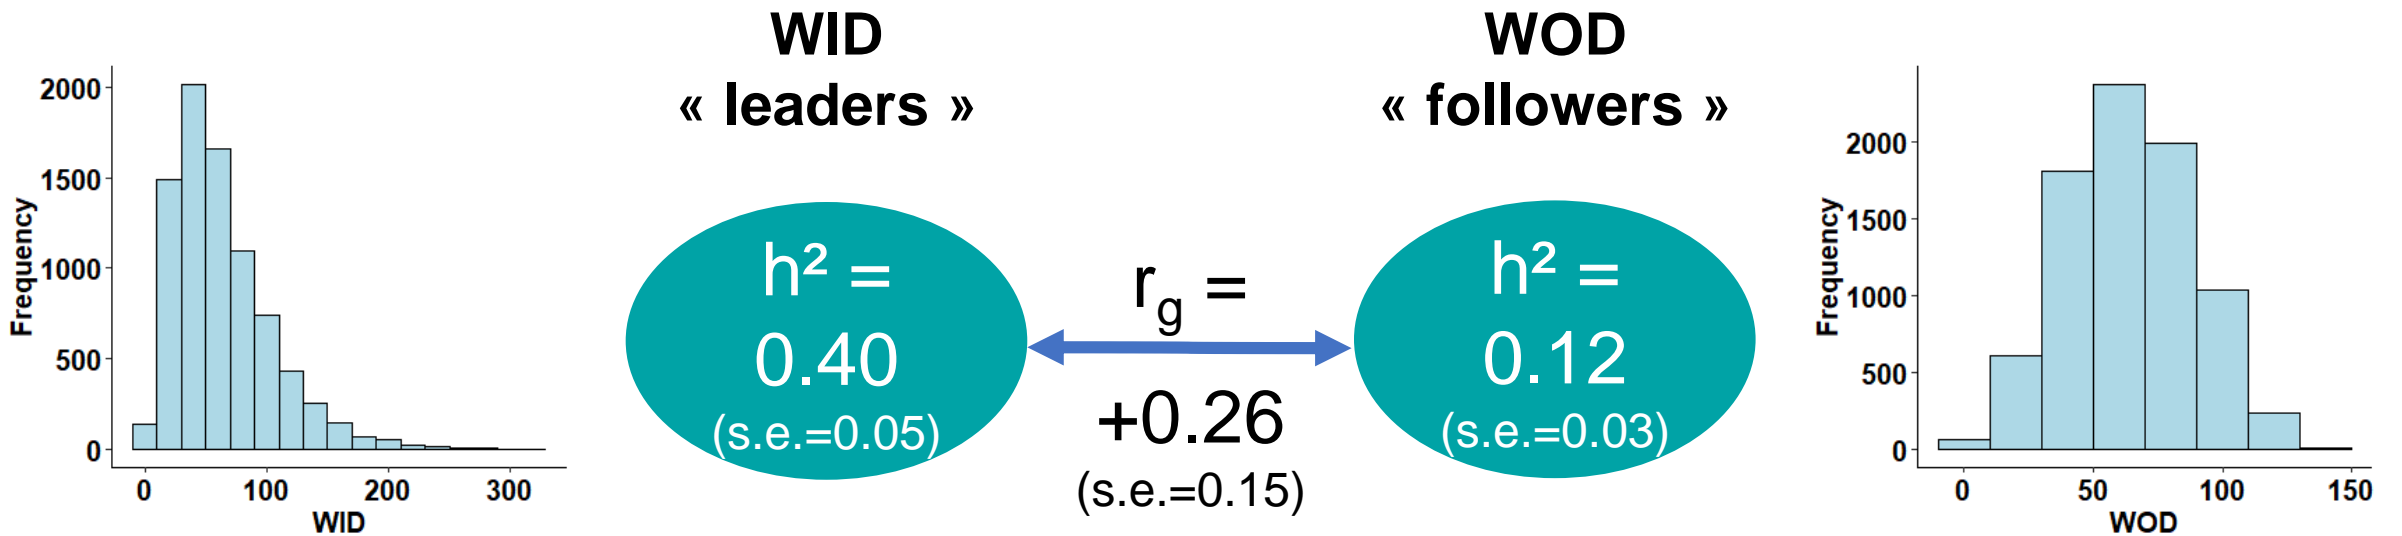 WID
« leaders »
WOD
« followers »
2000
1500
1000
500
0
Frequency
0 100 200 300
WID
h² =
0.40
(s.e.=0.05)
r_g =
+0.26
(s.e.=0.15)
h² =
0.12
(s.e.=0.03)
2000
1500
1000
500
0
Frequency
0 50 100 150
WOD